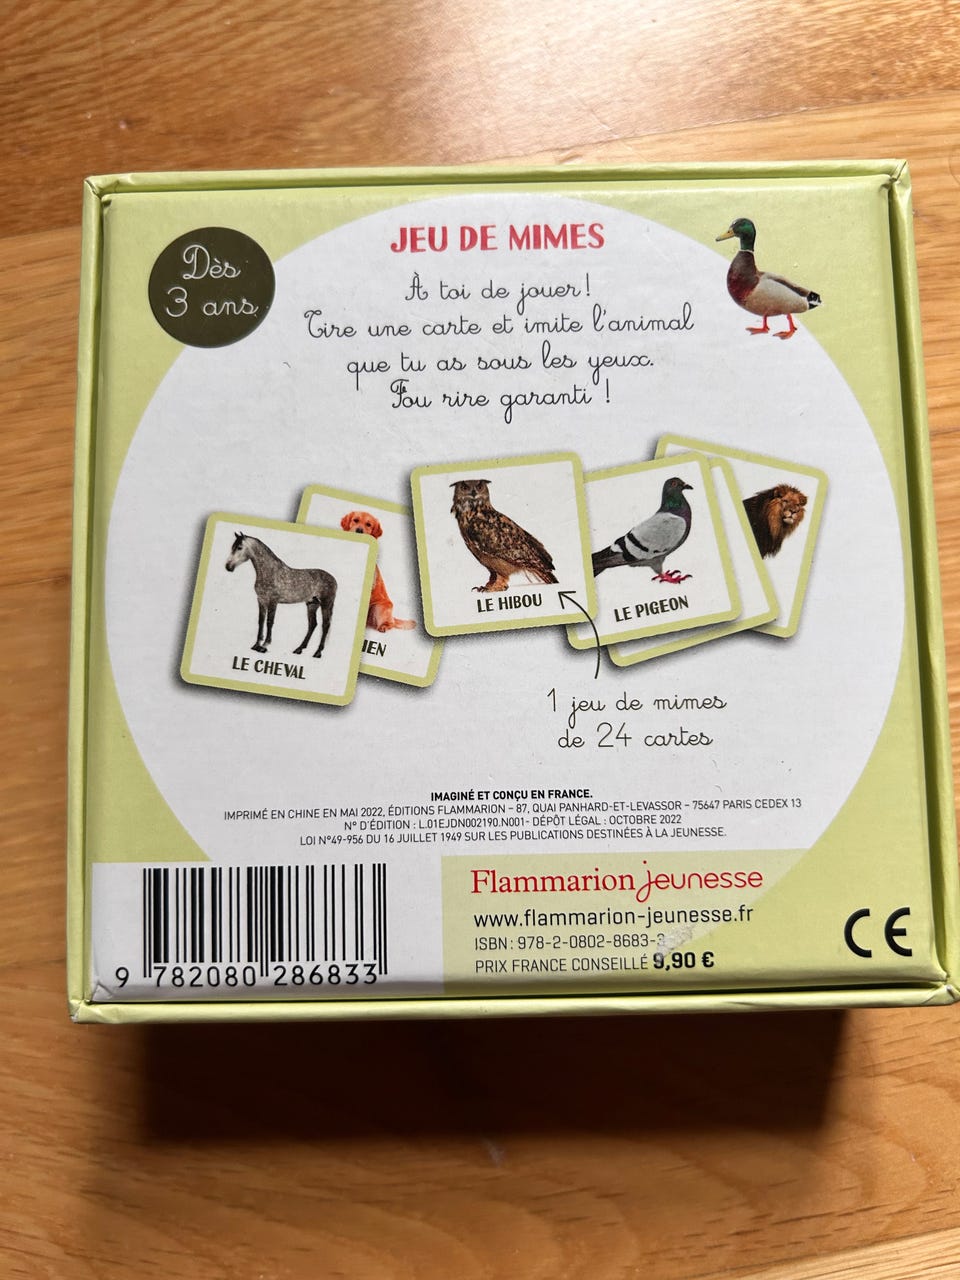 Dès
3 ans
JEU DE MIMES
À toi de jouer !
Tire une carte et imite l'animal
que tu as sous les yeux.
Fou rire garanti !
LE CHEVAL
IEN
LE HIBOU
LE PIGEON
1 jeu de mimes
de 24 cartes
IMAGINÉ ET CONÇU EN FRANCE.
IMPRIMÉ EN CHINE EN MAI 2022, ÉDITIONS FLAMMARION – 87, QUAI PANHARD-ET-LEVASSOR – 75647 PARIS CEDEX 13
N° D'ÉDITION : L.01EJDN002190.N001- DÉPÔT LÉGAL : OCTOBRE 2022
LOI N°49-956 DU 16 JUILLET 1949 SUR LES PUBLICATIONS DESTINÉES À LA JEUNESSE.
Flammarion jeunesse
www.flammarion-jeunesse.fr
ISBN : 978-2-0802-8683-3
PRIX FRANCE CONSEILLÉ 9,90 €
CE
9 782080 286833